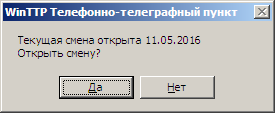 WinTTP Телефонно-телеграфный пункт
Текущая смена открыта 11.05.2016
Открыть смену?
Да
Нет